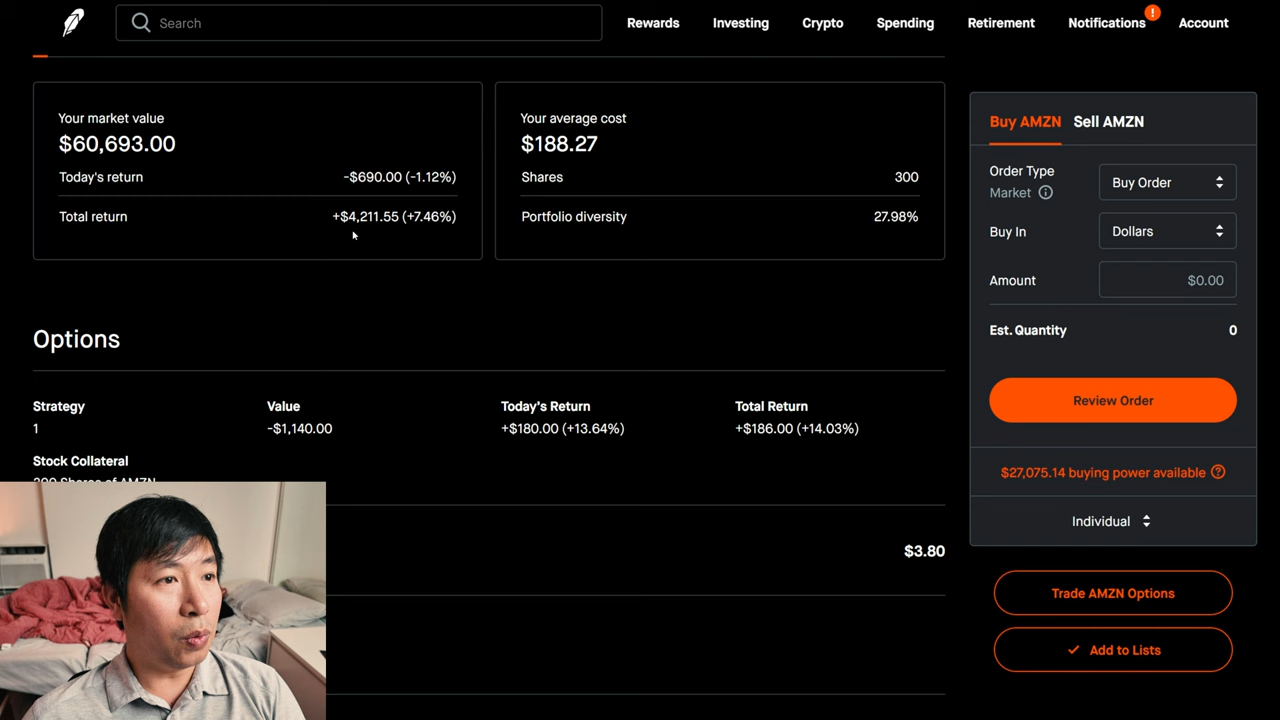 Search
Rewards
Investing
Crypto
Spending
Retirement
Notifications
!
Account
Your market value
$60,693.00
Today's return
-$690.00 (-1.12%)
Total return
+$4,211.55 (+7.46%)
Your average cost
$188.27
Shares
300
Portfolio diversity
27.98%
Buy AMZN
Sell AMZN
Order Type
Market
Buy Order
Buy In
Dollars
Amount
$0.00
Est. Quantity
0
Review Order
$27,075.14 buying power available
Individual
Trade AMZN Options
Add to Lists
Options
Strategy
Value
Today's Return
Total Return
1
-$1,140.00
+$180.00 (+13.64%)
+$186.00 (+14.03%)
Stock Collateral
Shares of AMZN
$3.80